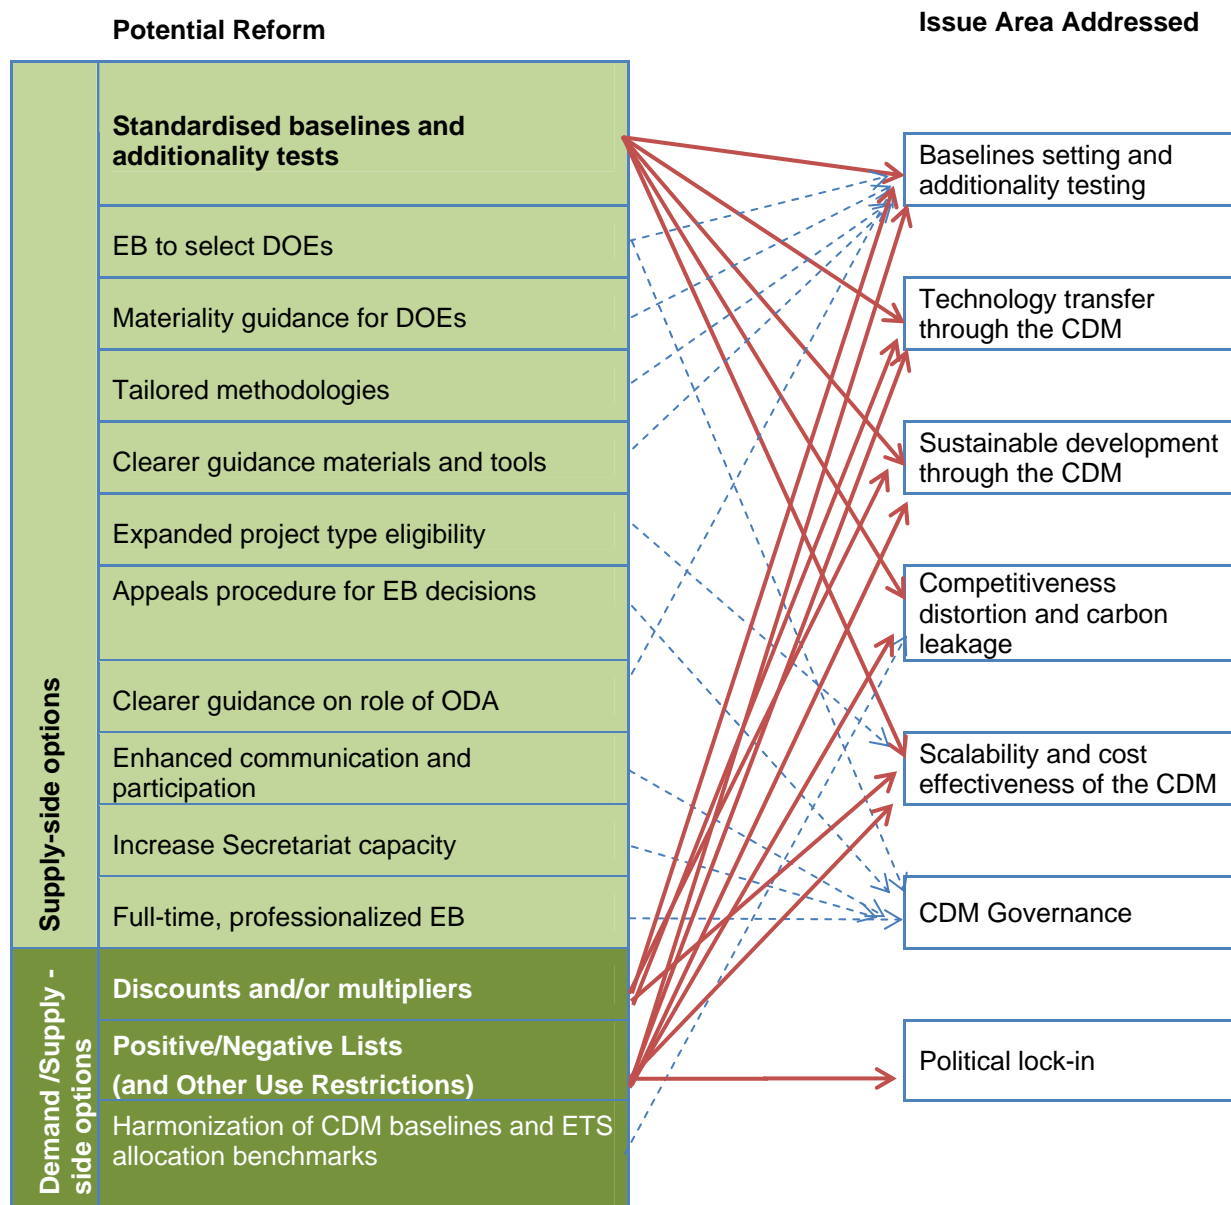 Potential Reform
Issue Area Addressed
Supply-side options
Standardised baselines and
additionality tests
EB to select DOEs
Materiality guidance for DOEs
Tailored methodologies
Clearer guidance materials and tools
Expanded project type eligibility
Appeals procedure for EB decisions
Clearer guidance on role of ODA
Enhanced communication and
participation
Increase Secretariat capacity
Full-time, professionalized EB
Demand /Supply -
side options
Discounts and/or multipliers
Positive/Negative Lists
(and Other Use Restrictions)
Harmonization of CDM baselines and ETS
allocation benchmarks
Baselines setting and
additionality testing
Technology transfer
through the CDM
Sustainable development
through the CDM
Competitiveness
distortion and carbon
leakage
Scalability and cost
effectiveness of the CDM
CDM Governance
Political lock-in